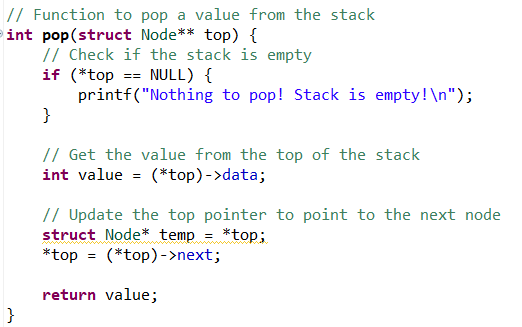 // Function to pop a value from the stack
int pop(struct Node** top) {
    // Check if the stack is empty
    if (*top == NULL) {
        printf("Nothing to pop! Stack is empty!\n");
    }

    // Get the value from the top of the stack
    int value = (*top)->data;

    // Update the top pointer to point to the next node
    struct Node* temp = *top;
    *top = (*top)->next;

    return value;
}